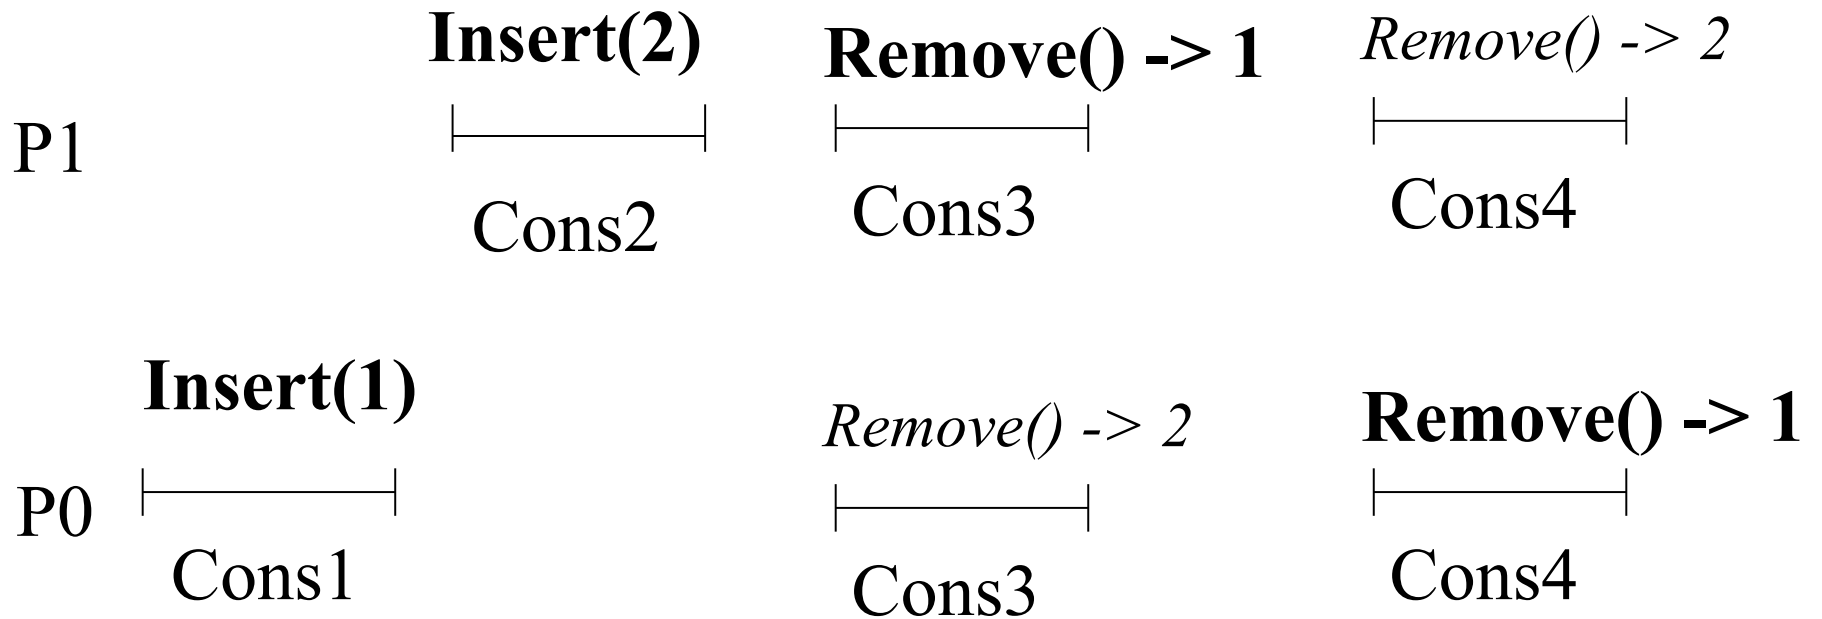 Insert(2) Remove() -> 1 Remove() -> 2
P1
Cons2 Cons3 Cons4
Insert(1) Remove() -> 2 Remove() -> 1
P0
Cons1 Cons3 Cons4